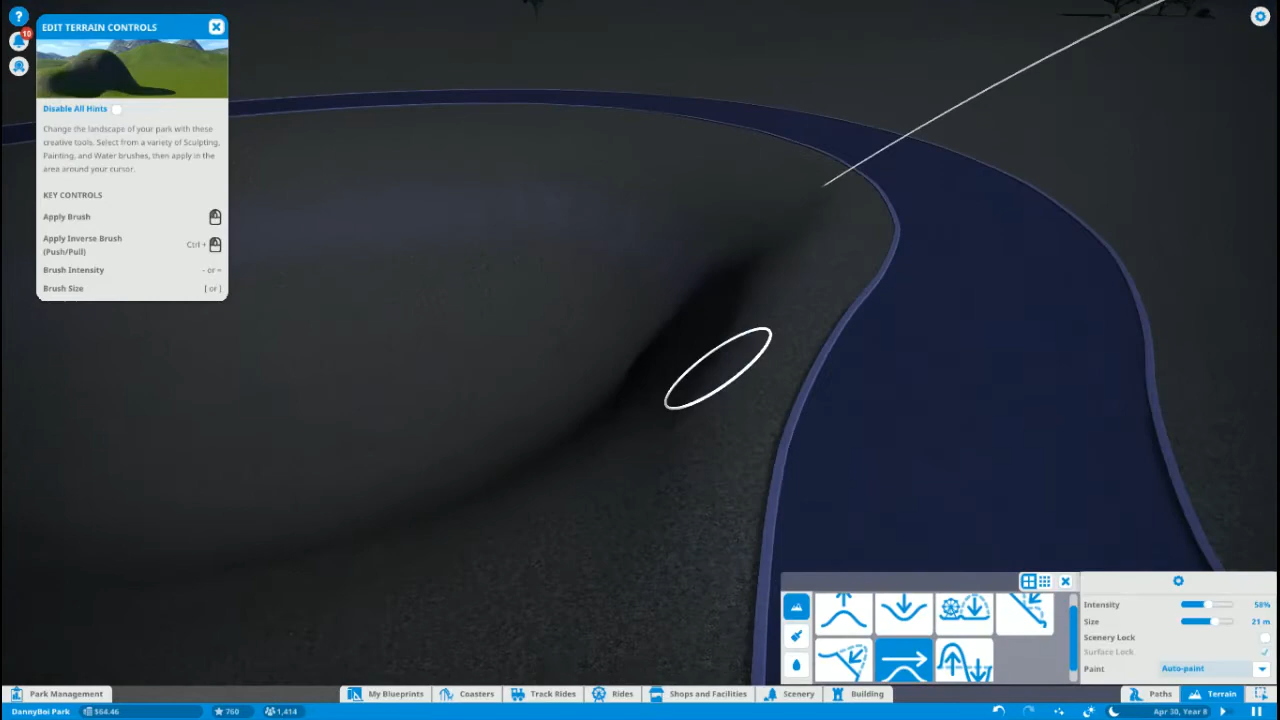 ?
10
EDIT TERRAIN CONTROLS
Disable All Hints
Change the landscape of your park with these
creative tools. Select from a variety of Sculpting,
Painting, and Water brushes, then apply in the
area around your cursor.
KEY CONTROLS
Apply Brush
Apply Inverse Brush
(Push/Pull)
Ctrl +
Brush Intensity
- or =
Brush Size
[ or ]
Intensity
58%
Size
21 m
Scenery Lock
Surface Lock
Paint
Auto-paint
Park Management
My Blueprints
Coasters
Track Rides
Rides
Shops and Facilities
Scenery
Building
Paths
Terrain
DannyBoi Park
$64.46
760
1,414
Apr 30, Year 8